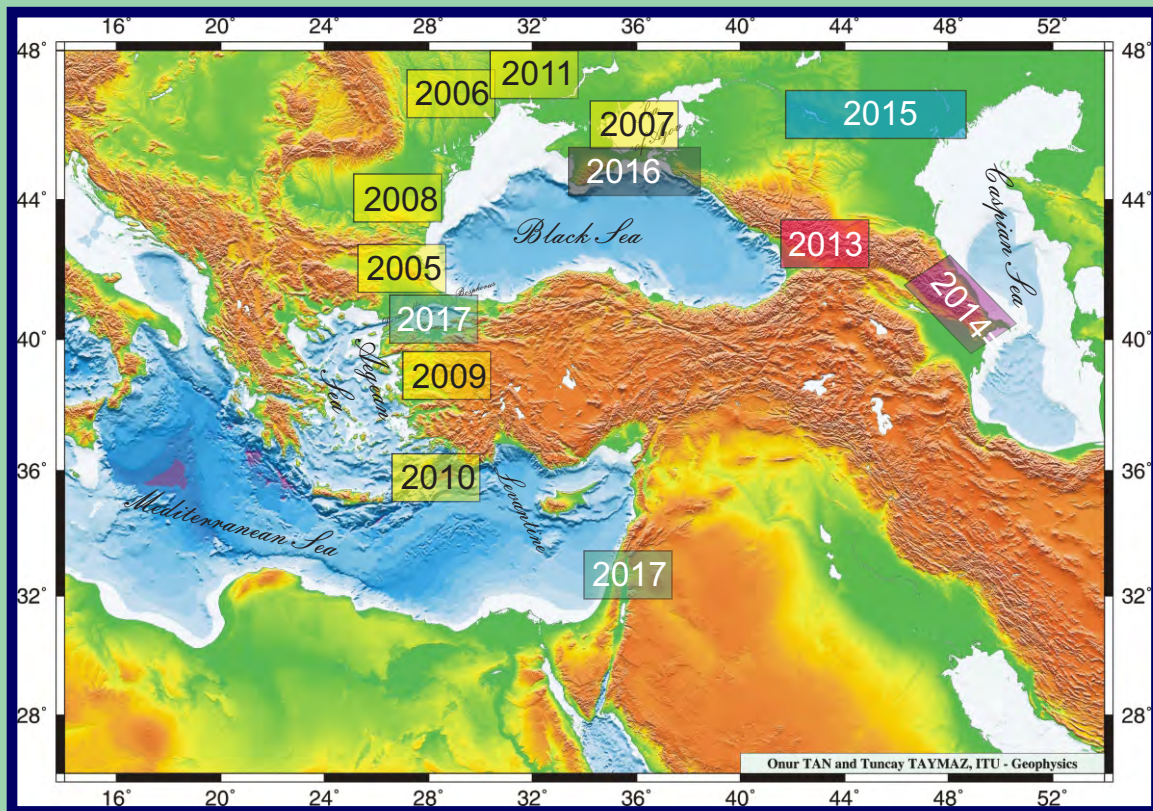 16° 20° 24° 28° 32° 36° 40° 44° 48° 52°
48° 48°
2011
2006
2015
2007
of Azov
2016
44° 44°
2008
Caspian Sea
Black Sea
2013
2005
2014
Bosphorus
2017
40° 40°
Aegean
Sea
2009
36° 36°
2010
Levantine
Mediterranean Sea
2017
32° 32°
28° 28°
Onur TAN and Tuncay TAYMAZ, ITU - Geophysics
16° 20° 24° 28° 32° 36° 40° 44° 48° 52°